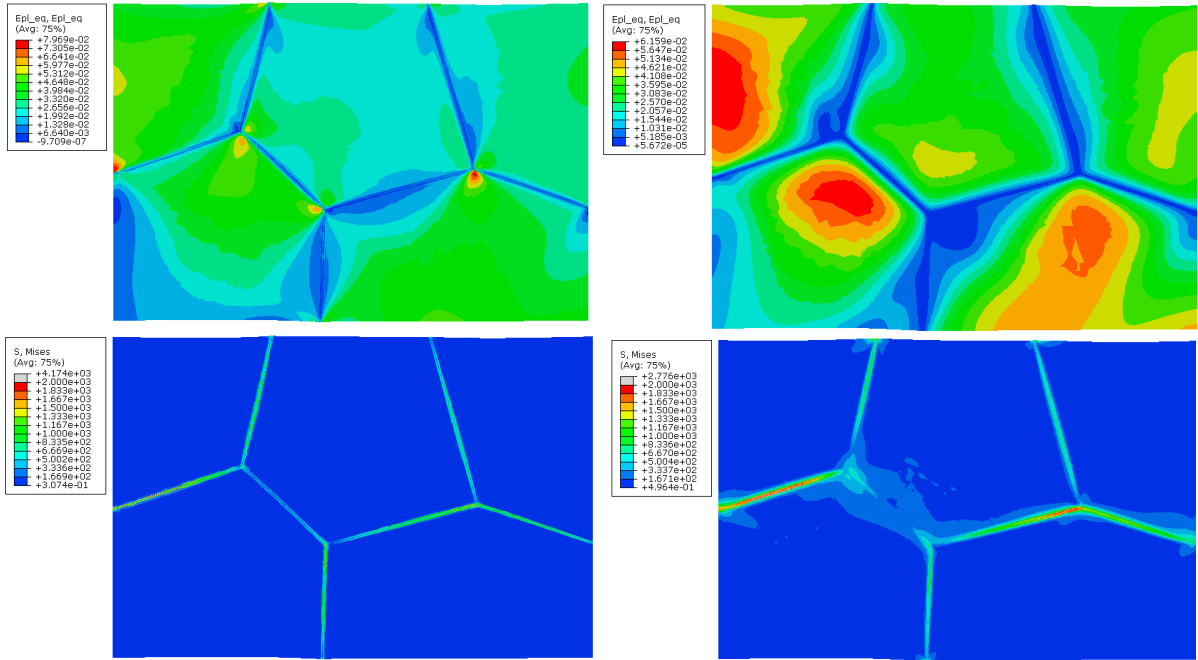 Epl_eq, Epl_eq
(Avg: 75%)
+7.969e-02
+7.305e-02
+6.641e-02
+5.977e-02
+5.312e-02
+4.648e-02
+3.984e-02
+3.320e-02
+2.656e-02
+1.992e-02
+1.328e-02
+6.640e-03
-9.709e-07
Epl_eq, Epl_eq
(Avg: 75%)
+6.159e-02
+5.647e-02
+5.134e-02
+4.621e-02
+4.108e-02
+3.595e-02
+3.083e-02
+2.570e-02
+2.057e-02
+1.544e-02
+1.031e-02
+5.185e-03
+5.672e-05
S, Mises
(Avg: 75%)
+4.174e+03
+2.000e+03
+1.833e+03
+1.667e+03
+1.500e+03
+1.333e+03
+1.167e+03
+1.000e+03
+8.335e+02
+6.669e+02
+5.002e+02
+3.336e+02
+1.669e+02
+3.074e-01
S, Mises
(Avg: 75%)
+2.776e+03
+2.000e+03
+1.833e+03
+1.667e+03
+1.500e+03
+1.333e+03
+1.167e+03
+1.000e+03
+8.336e+02
+6.670e+02
+5.004e+02
+3.337e+02
+1.671e+02
+4.964e-01